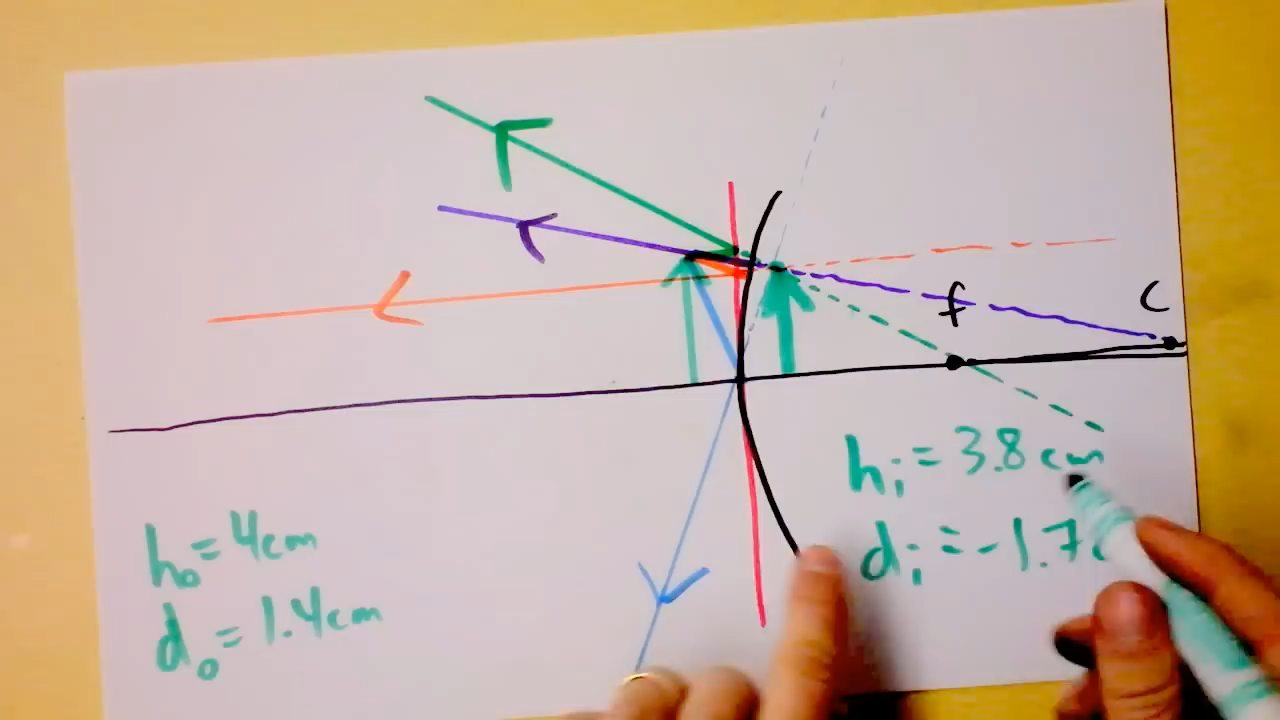 f
C
hi = 3.8 cm
di = -1.7
ho = 4cm
do = 1.4cm